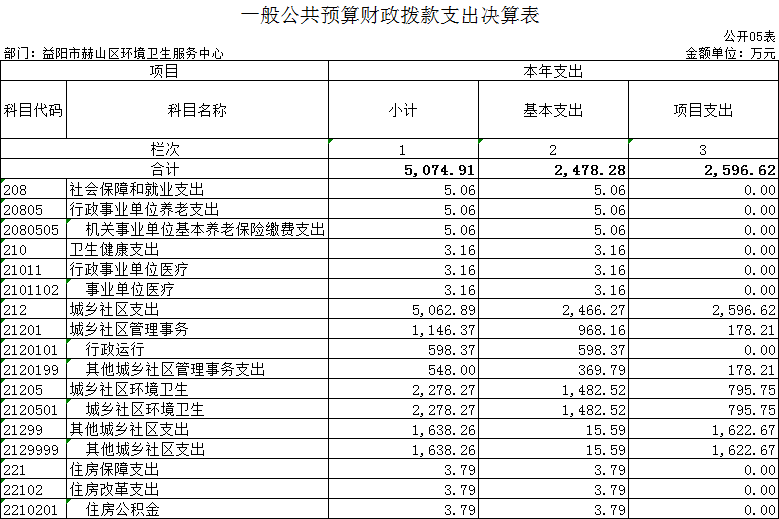 一般公共预算财政拨款支出决算表
公开05表
部门：益阳市赫山区环境卫生服务中心 金额单位：万元
项目 本年支出
科目代码 科目名称 小计 基本支出 项目支出
栏次 1 2 3
合计 5,074.91 2,478.28 2,596.62
208 社会保障和就业支出 5.06 5.06 0.00
20805 行政事业单位养老支出 5.06 5.06 0.00
2080505 机关事业单位基本养老保险缴费支出 5.06 5.06 0.00
210 卫生健康支出 3.16 3.16 0.00
21011 行政事业单位医疗 3.16 3.16 0.00
2101102 事业单位医疗 3.16 3.16 0.00
212 城乡社区支出 5,062.89 2,466.27 2,596.62
21201 城乡社区管理事务 1,146.37 968.16 178.21
2120101 行政运行 598.37 598.37 0.00
2120199 其他城乡社区管理事务支出 548.00 369.79 178.21
21205 城乡社区环境卫生 2,278.27 1,482.52 795.75
2120501 城乡社区环境卫生 2,278.27 1,482.52 795.75
21299 其他城乡社区支出 1,638.26 15.59 1,622.67
2129999 其他城乡社区支出 1,638.26 15.59 1,622.67
221 住房保障支出 3.79 3.79 0.00
22102 住房改革支出 3.79 3.79 0.00
2210201 住房公积金 3.79 3.79 0.00